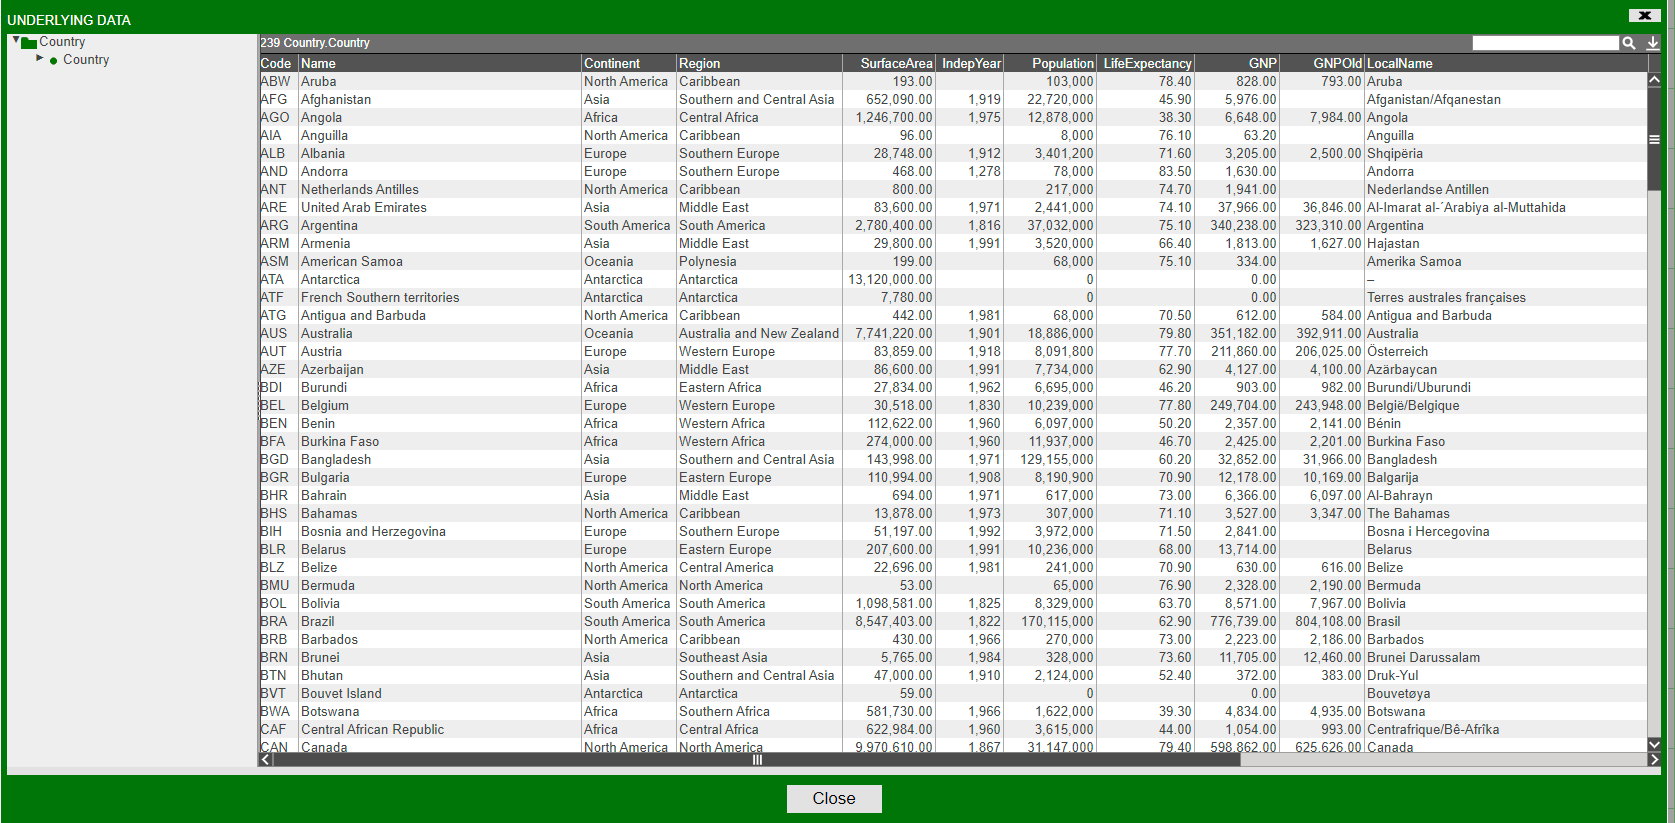 UNDERLYING DATA
Country
Country
239 Country.Country
Code Name Continent Region SurfaceArea IndepYear Population LifeExpectancy GNP GNPOld LocalName
ABW Aruba North America Caribbean 193.00 103,000 78.40 828.00 793.00 Aruba
AFG Afghanistan Asia Southern and Central Asia 652,090.00 1,919 22,720,000 45.90 5,976.00 Afganistan/Afqanestan
AGO Angola Africa Central Africa 1,246,700.00 1,975 12,878,000 38.30 6,648.00 7,984.00 Angola
AIA Anguilla North America Caribbean 96.00 8,000 76.10 63.20 Anguilla
ALB Albania Europe Southern Europe 28,748.00 1,912 3,401,200 71.60 3,205.00 2,500.00 Shqipëria
AND Andorra Europe Southern Europe 468.00 1,278 78,000 83.50 1,630.00 Andorra
ANT Netherlands Antilles North America Caribbean 800.00 217,000 74.70 1,941.00 Nederlandse Antillen
ARE United Arab Emirates Asia Middle East 83,600.00 1,971 2,441,000 74.10 37,966.00 36,846.00 Al-Imarat al-´Arabiya al-Muttahida
ARG Argentina South America South America 2,780,400.00 1,816 37,032,000 75.10 340,238.00 323,310.00 Argentina
ARM Armenia Asia Middle East 29,800.00 1,991 3,520,000 66.40 1,813.00 1,627.00 Hajastan
ASM American Samoa Oceania Polynesia 199.00 68,000 75.10 334.00 Amerika Samoa
ATA Antarctica Antarctica Antarctica 13,120,000.00 0 0.00 –
ATF French Southern territories Antarctica Antarctica 7,780.00 0 0.00 Terres australes françaises
ATG Antigua and Barbuda North America Caribbean 442.00 1,981 68,000 70.50 612.00 584.00 Antigua and Barbuda
AUS Australia Oceania Australia and New Zealand 7,741,220.00 1,901 18,886,000 79.80 351,182.00 392,911.00 Australia
AUT Austria Europe Western Europe 83,859.00 1,918 8,091,800 77.70 211,860.00 206,025.00 Österreich
AZE Azerbaijan Asia Middle East 86,600.00 1,991 7,734,000 62.90 4,127.00 4,100.00 Azärbaycan
BDI Burundi Africa Eastern Africa 27,834.00 1,962 6,695,000 46.20 903.00 982.00 Burundi/Uburundi
BEL Belgium Europe Western Europe 30,518.00 1,830 10,239,000 77.80 249,704.00 243,948.00 België/Belgique
BEN Benin Africa Western Africa 112,622.00 1,960 6,097,000 50.20 2,357.00 2,141.00 Bénin
BFA Burkina Faso Africa Western Africa 274,000.00 1,960 11,937,000 46.70 2,425.00 2,201.00 Burkina Faso
BGD Bangladesh Asia Southern and Central Asia 143,998.00 1,971 129,155,000 60.20 32,852.00 31,966.00 Bangladesh
BGR Bulgaria Europe Eastern Europe 110,994.00 1,908 8,190,900 70.90 12,178.00 10,169.00 Balgarija
BHR Bahrain Asia Middle East 694.00 1,971 617,000 73.00 6,366.00 6,097.00 Al-Bahrayn
BHS Bahamas North America Caribbean 13,878.00 1,973 307,000 71.10 3,527.00 3,347.00 The Bahamas
BIH Bosnia and Herzegovina Europe Southern Europe 51,197.00 1,992 3,972,000 71.50 2,841.00 Bosna i Hercegovina
BLR Belarus Europe Eastern Europe 207,600.00 1,991 10,236,000 68.00 13,714.00 Belarus
BLZ Belize North America Central America 22,696.00 1,981 241,000 70.90 630.00 616.00 Belize
BMU Bermuda North America North America 53.00 65,000 76.90 2,328.00 2,190.00 Bermuda
BOL Bolivia South America South America 1,098,581.00 1,825 8,329,000 63.70 8,571.00 7,967.00 Bolivia
BRA Brazil South America South America 8,547,403.00 1,822 170,115,000 62.90 776,739.00 804,108.00 Brasil
BRB Barbados North America Caribbean 430.00 1,966 270,000 73.00 2,223.00 2,186.00 Barbados
BRN Brunei Asia Southeast Asia 5,765.00 1,984 328,000 73.60 11,705.00 12,460.00 Brunei Darussalam
BTN Bhutan Asia Southern and Central Asia 47,000.00 1,910 2,124,000 52.40 372.00 383.00 Druk-Yul
BVT Bouvet Island Antarctica Antarctica 59.00 0 0.00 Bouvetøya
BWA Botswana Africa Southern Africa 581,730.00 1,966 1,622,000 39.30 4,834.00 4,935.00 Botswana
CAF Central African Republic Africa Central Africa 622,984.00 1,960 3,615,000 44.00 1,054.00 993.00 Centrafrique/Bê-Afrîka
CAN Canada North America North America 9,970,610.00 1,867 31,147,000 79.40 598,862.00 625,626.00 Canada
Close